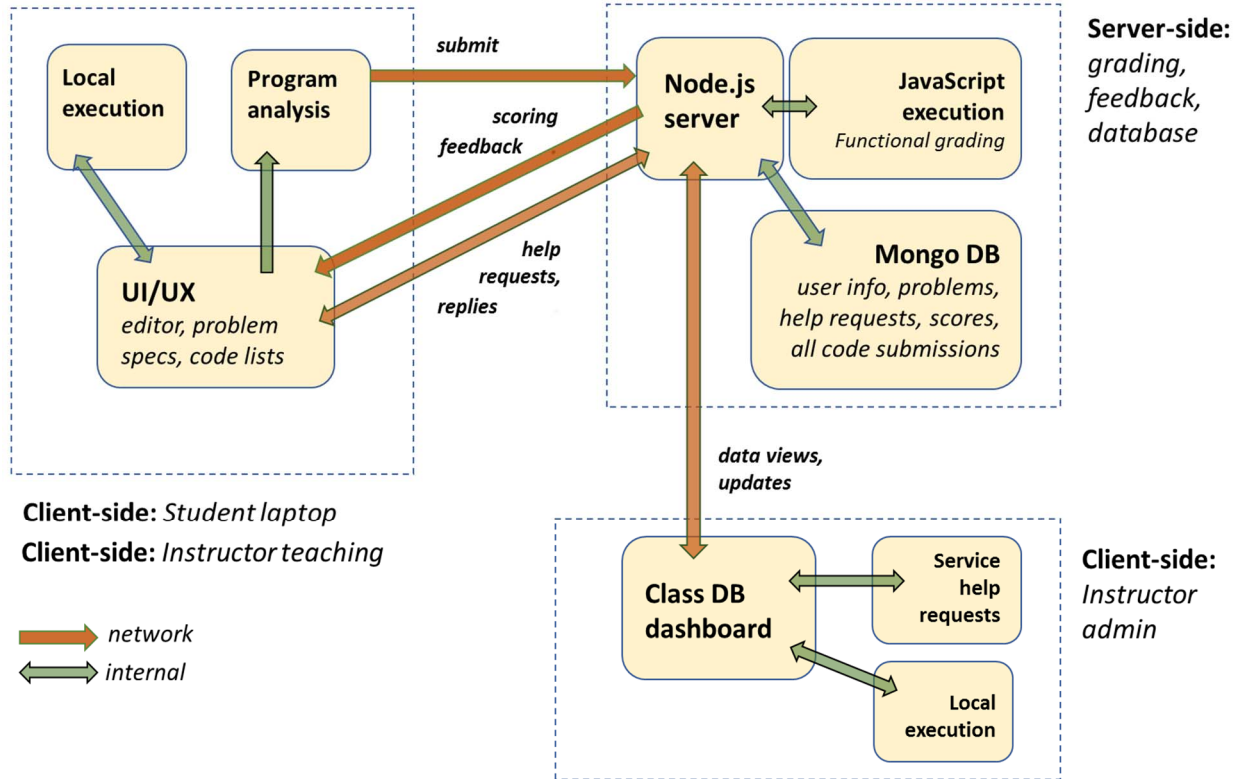 Local
execution
Program
analysis
UI/UX
editor, problem
specs, code lists
submit
scoring
feedback
help
requests,
replies
Node.js
server
JavaScript
execution
Functional grading
Mongo DB
user info, problems,
help requests, scores,
all code submissions
Server-side:
grading,
feedback,
database
Client-side: Student laptop
Client-side: Instructor teaching
network
internal
data views,
updates
Class DB
dashboard
Service
help
requests
Local
execution
Client-side:
Instructor
admin